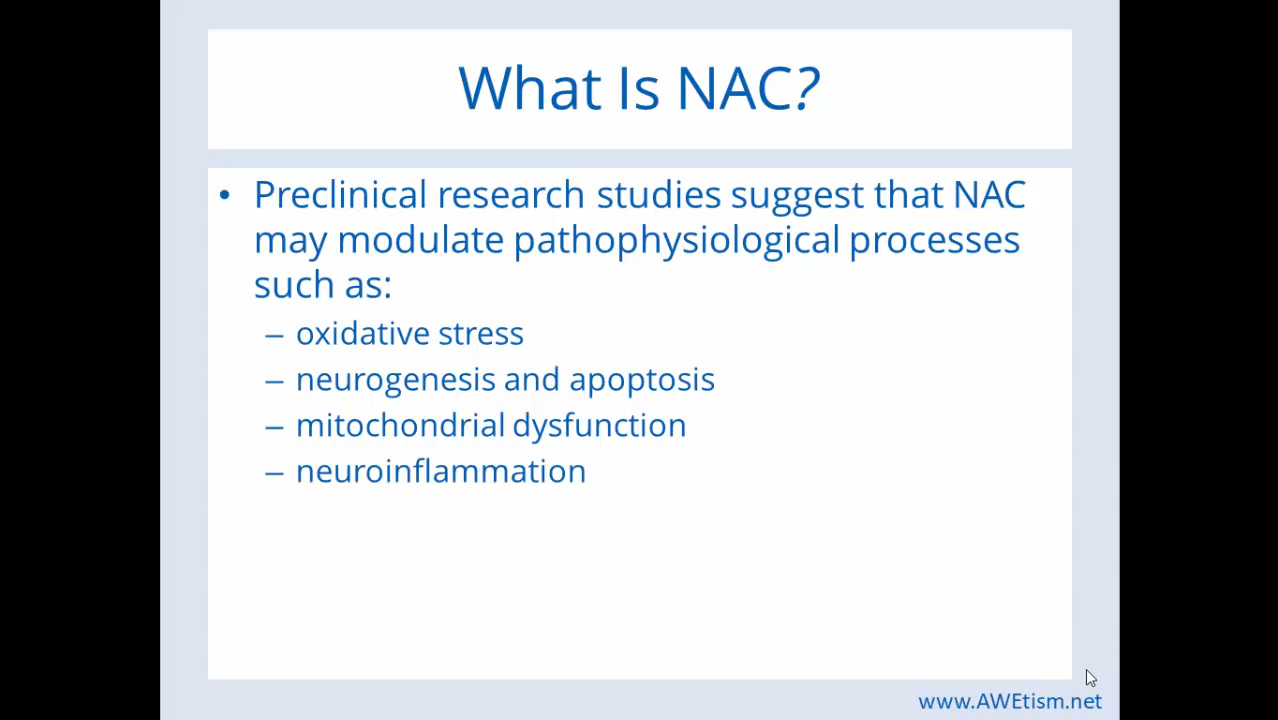 What Is NAC?
• Preclinical research studies suggest that NAC
may modulate pathophysiological processes
such as:
– oxidative stress
– neurogenesis and apoptosis
– mitochondrial dysfunction
– neuroinflammation
www.AWEtism.net